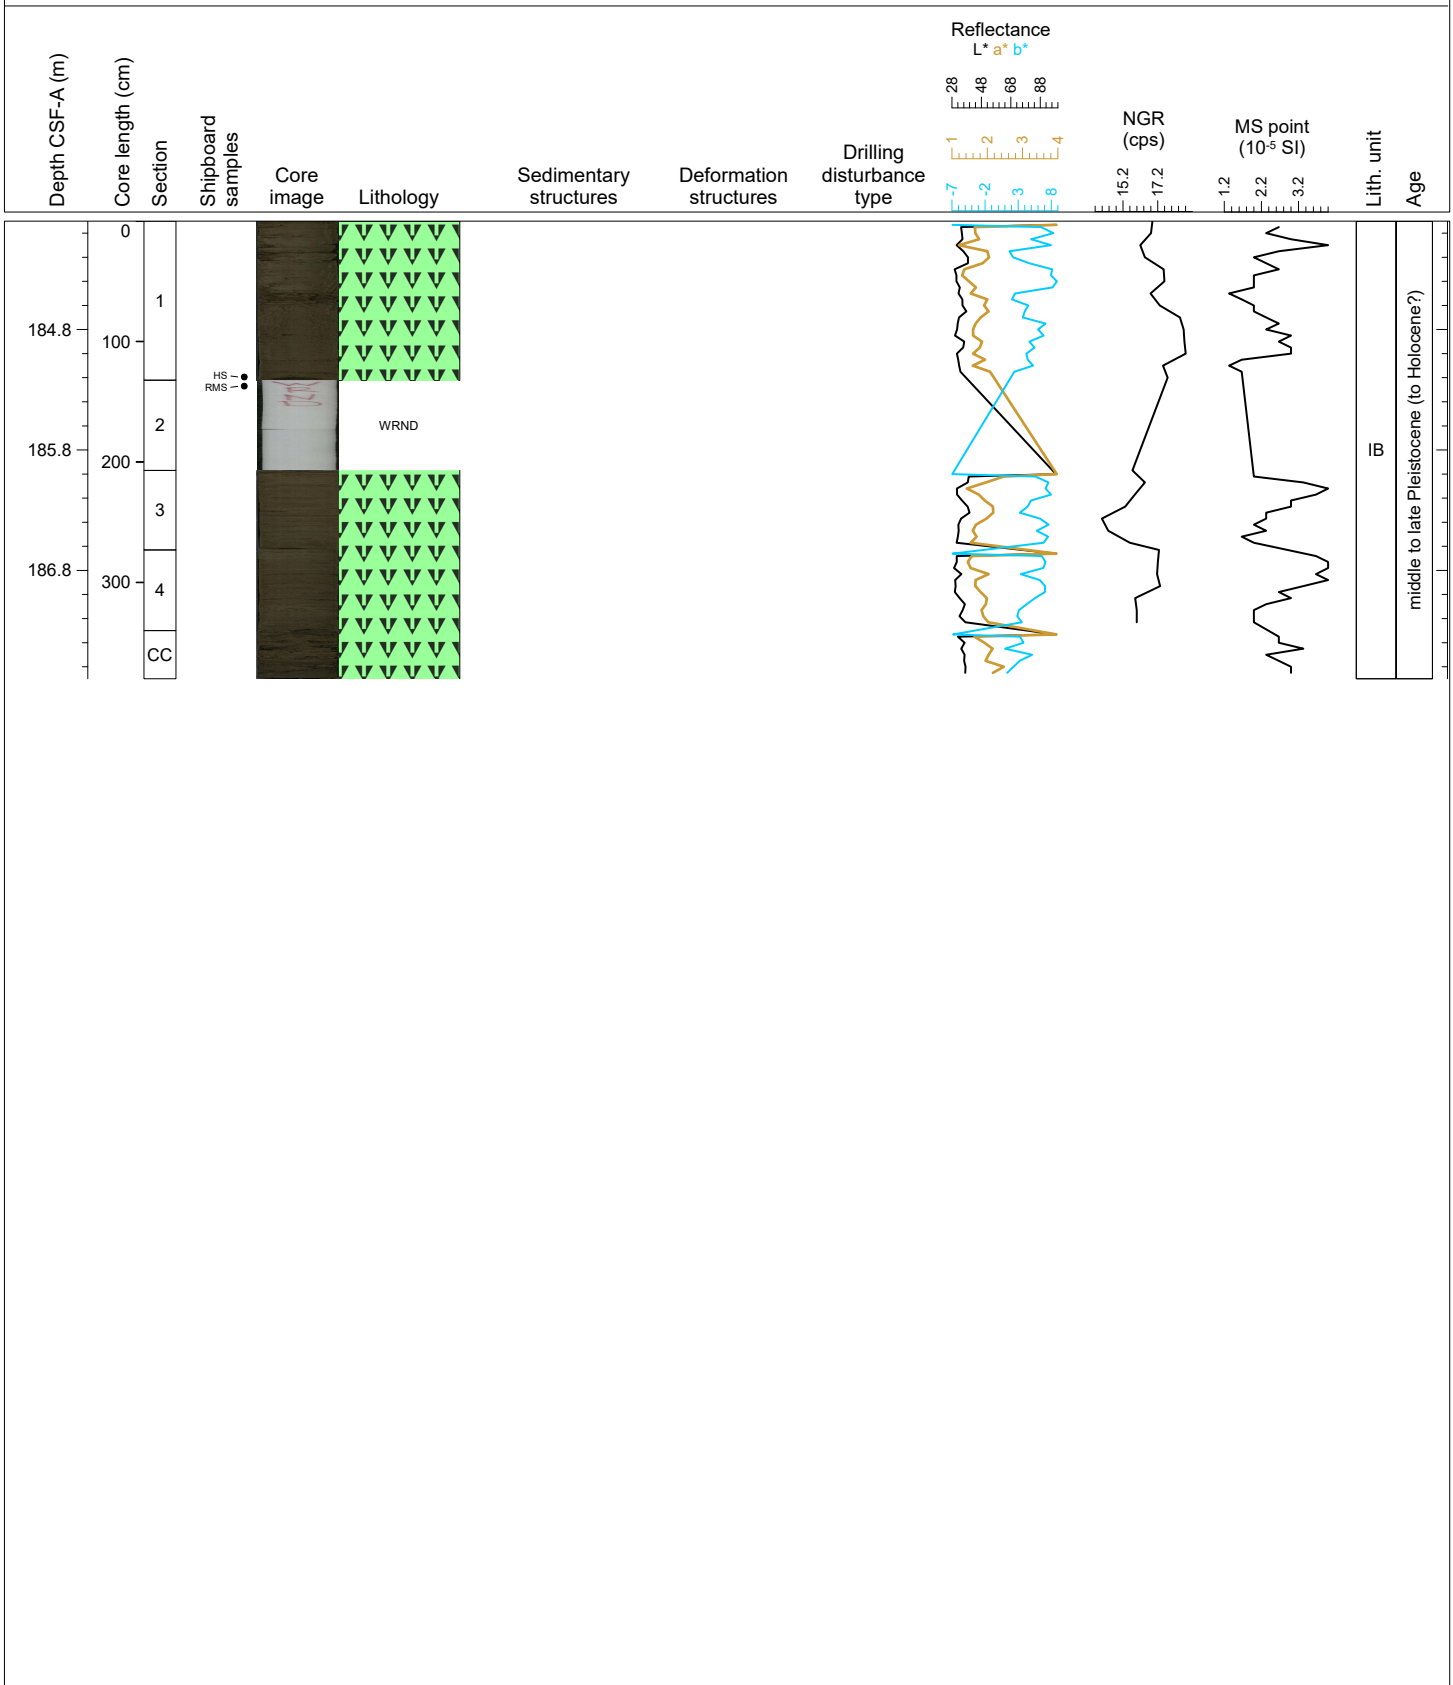 Depth CSF-A (m)
Core length (cm)
Section
Shipboard
samples
Core
image
Lithology
Sedimentary
structures
Deformation
structures
Drilling
disturbance
type
Reflectance
L* a* b*
28 48 68 88
1 2 3 4
-7 -2 3 8
NGR
(cps)
15.2 17.2
MS point
(10⁻⁵ SI)
1.2 2.2 3.2
Lith. unit
Age
184.8
185.8
186.8
0
100
200
300
1
2
3
4
CC
HS
RMS
WRND
IB
middle to late Pleistocene (to Holocene?)